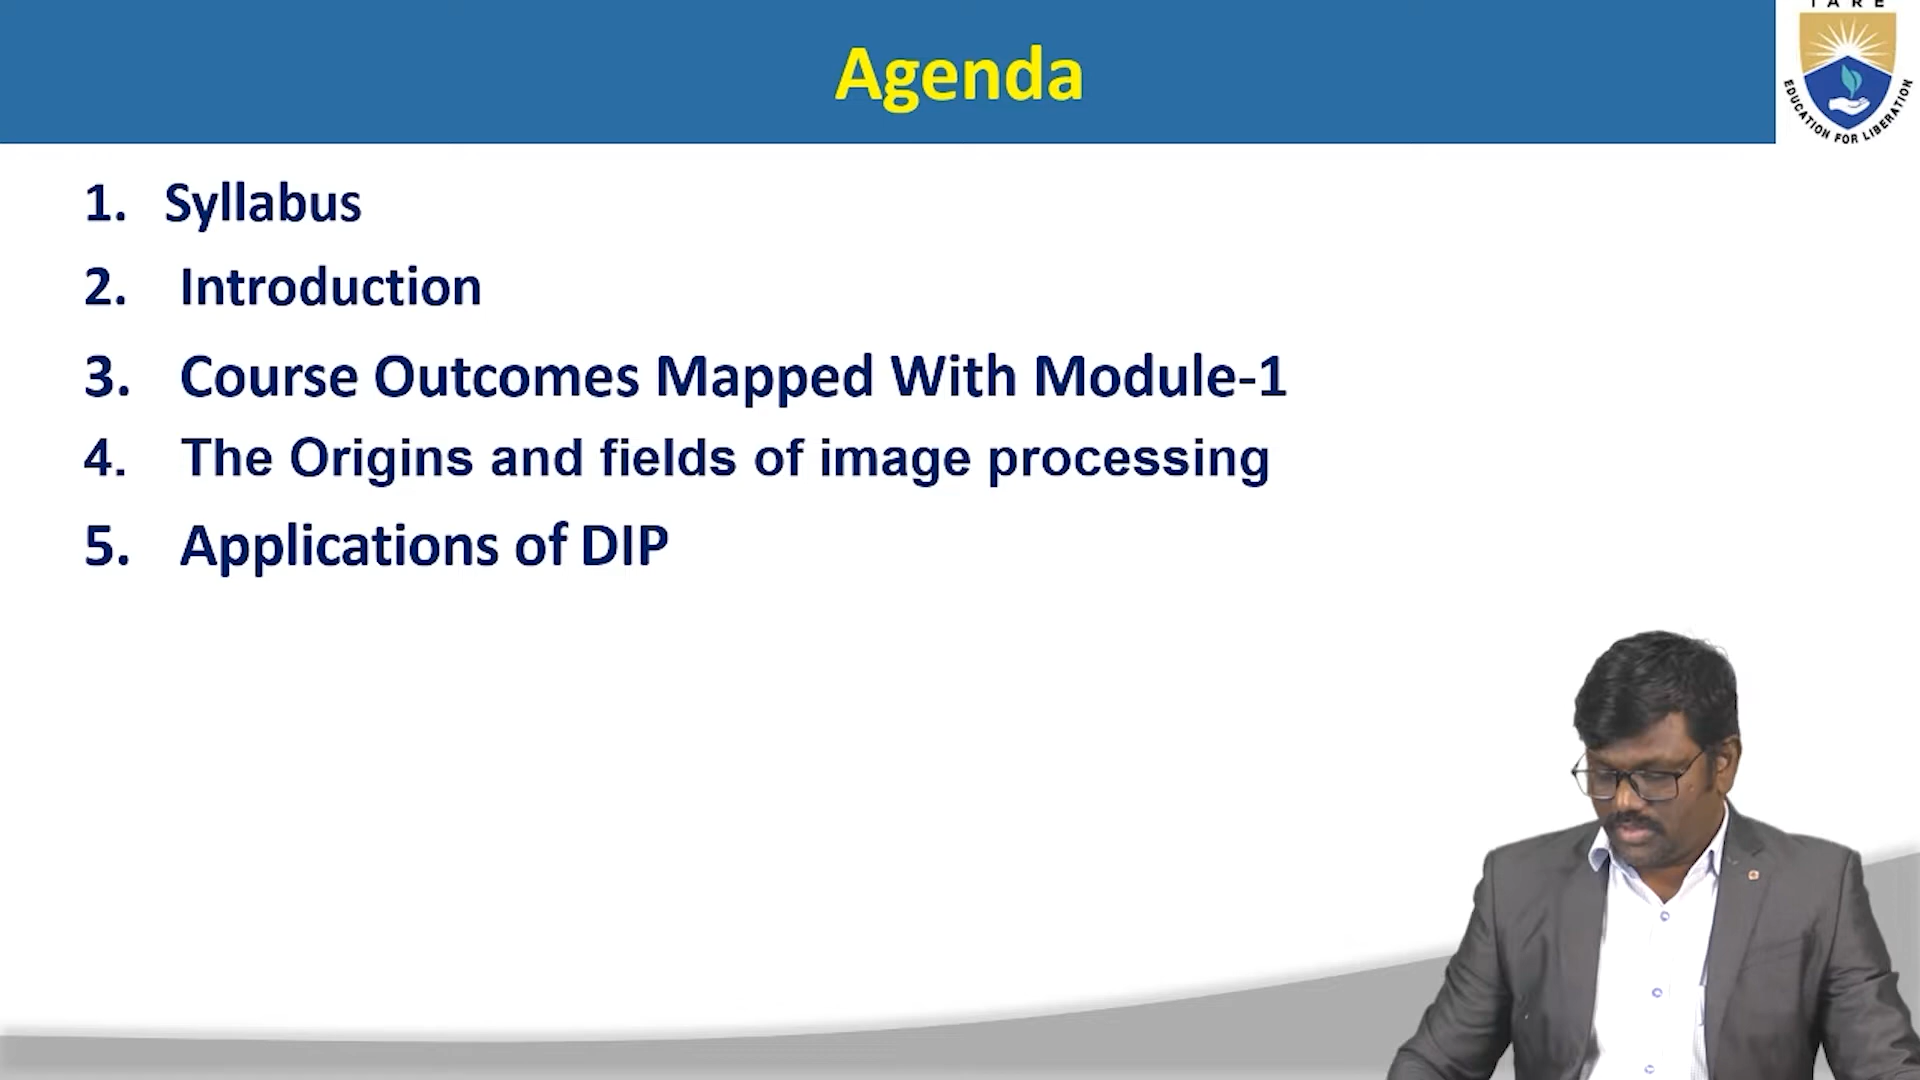 Agenda
TARE
EDUCATION FOR LIBERATION
1. Syllabus
2. Introduction
3. Course Outcomes Mapped With Module-1
4. The Origins and fields of image processing
5. Applications of DIP